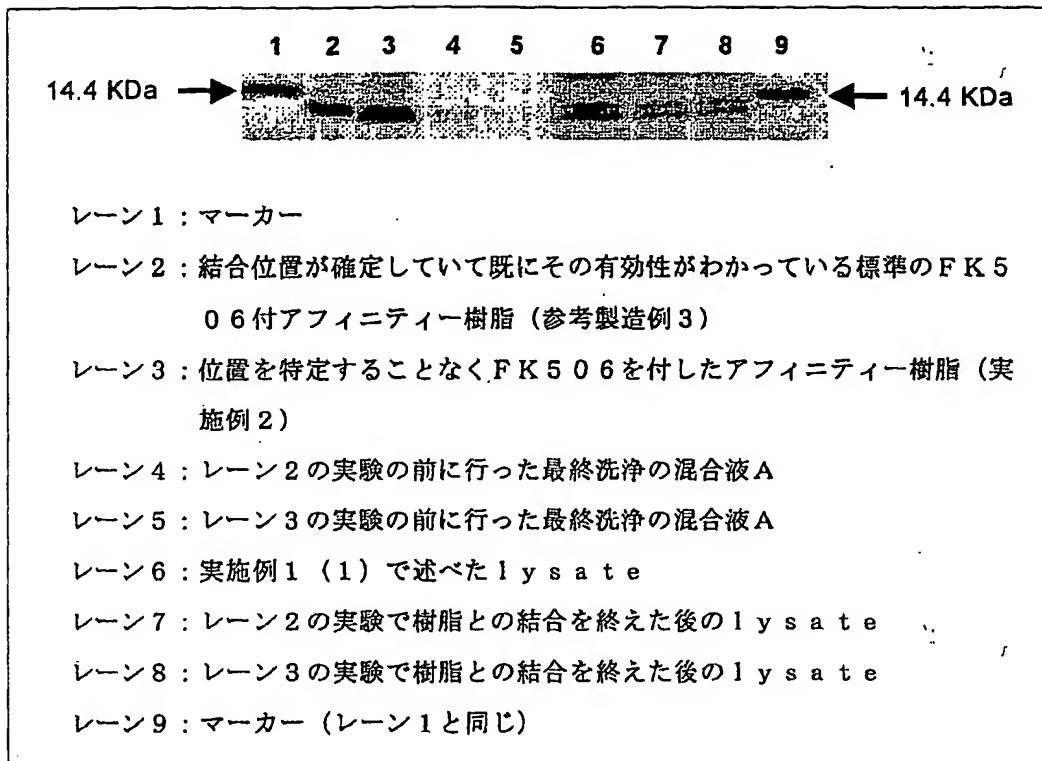 1 2 3 4 5 6 7 8 9
14.4 KDa
14.4 KDa
レーン1：マーカー
レーン2：結合位置が確定していて既にその有効性がわかっている標準のFK5
06付アフィニティー樹脂（参考製造例3）
レーン3：位置を特定することなくFK506を付したアフィニティー樹脂（実
施例2）
レーン4：レーン2の実験の前に行った最終洗浄の混合液A
レーン5：レーン3の実験の前に行った最終洗浄の混合液A
レーン6：実施例1（1）で述べたlysate
レーン7：レーン2の実験で樹脂との結合を終えた後のlysate
レーン8：レーン3の実験で樹脂との結合を終えた後のlysate
レーン9：マーカー（レーン1と同じ）